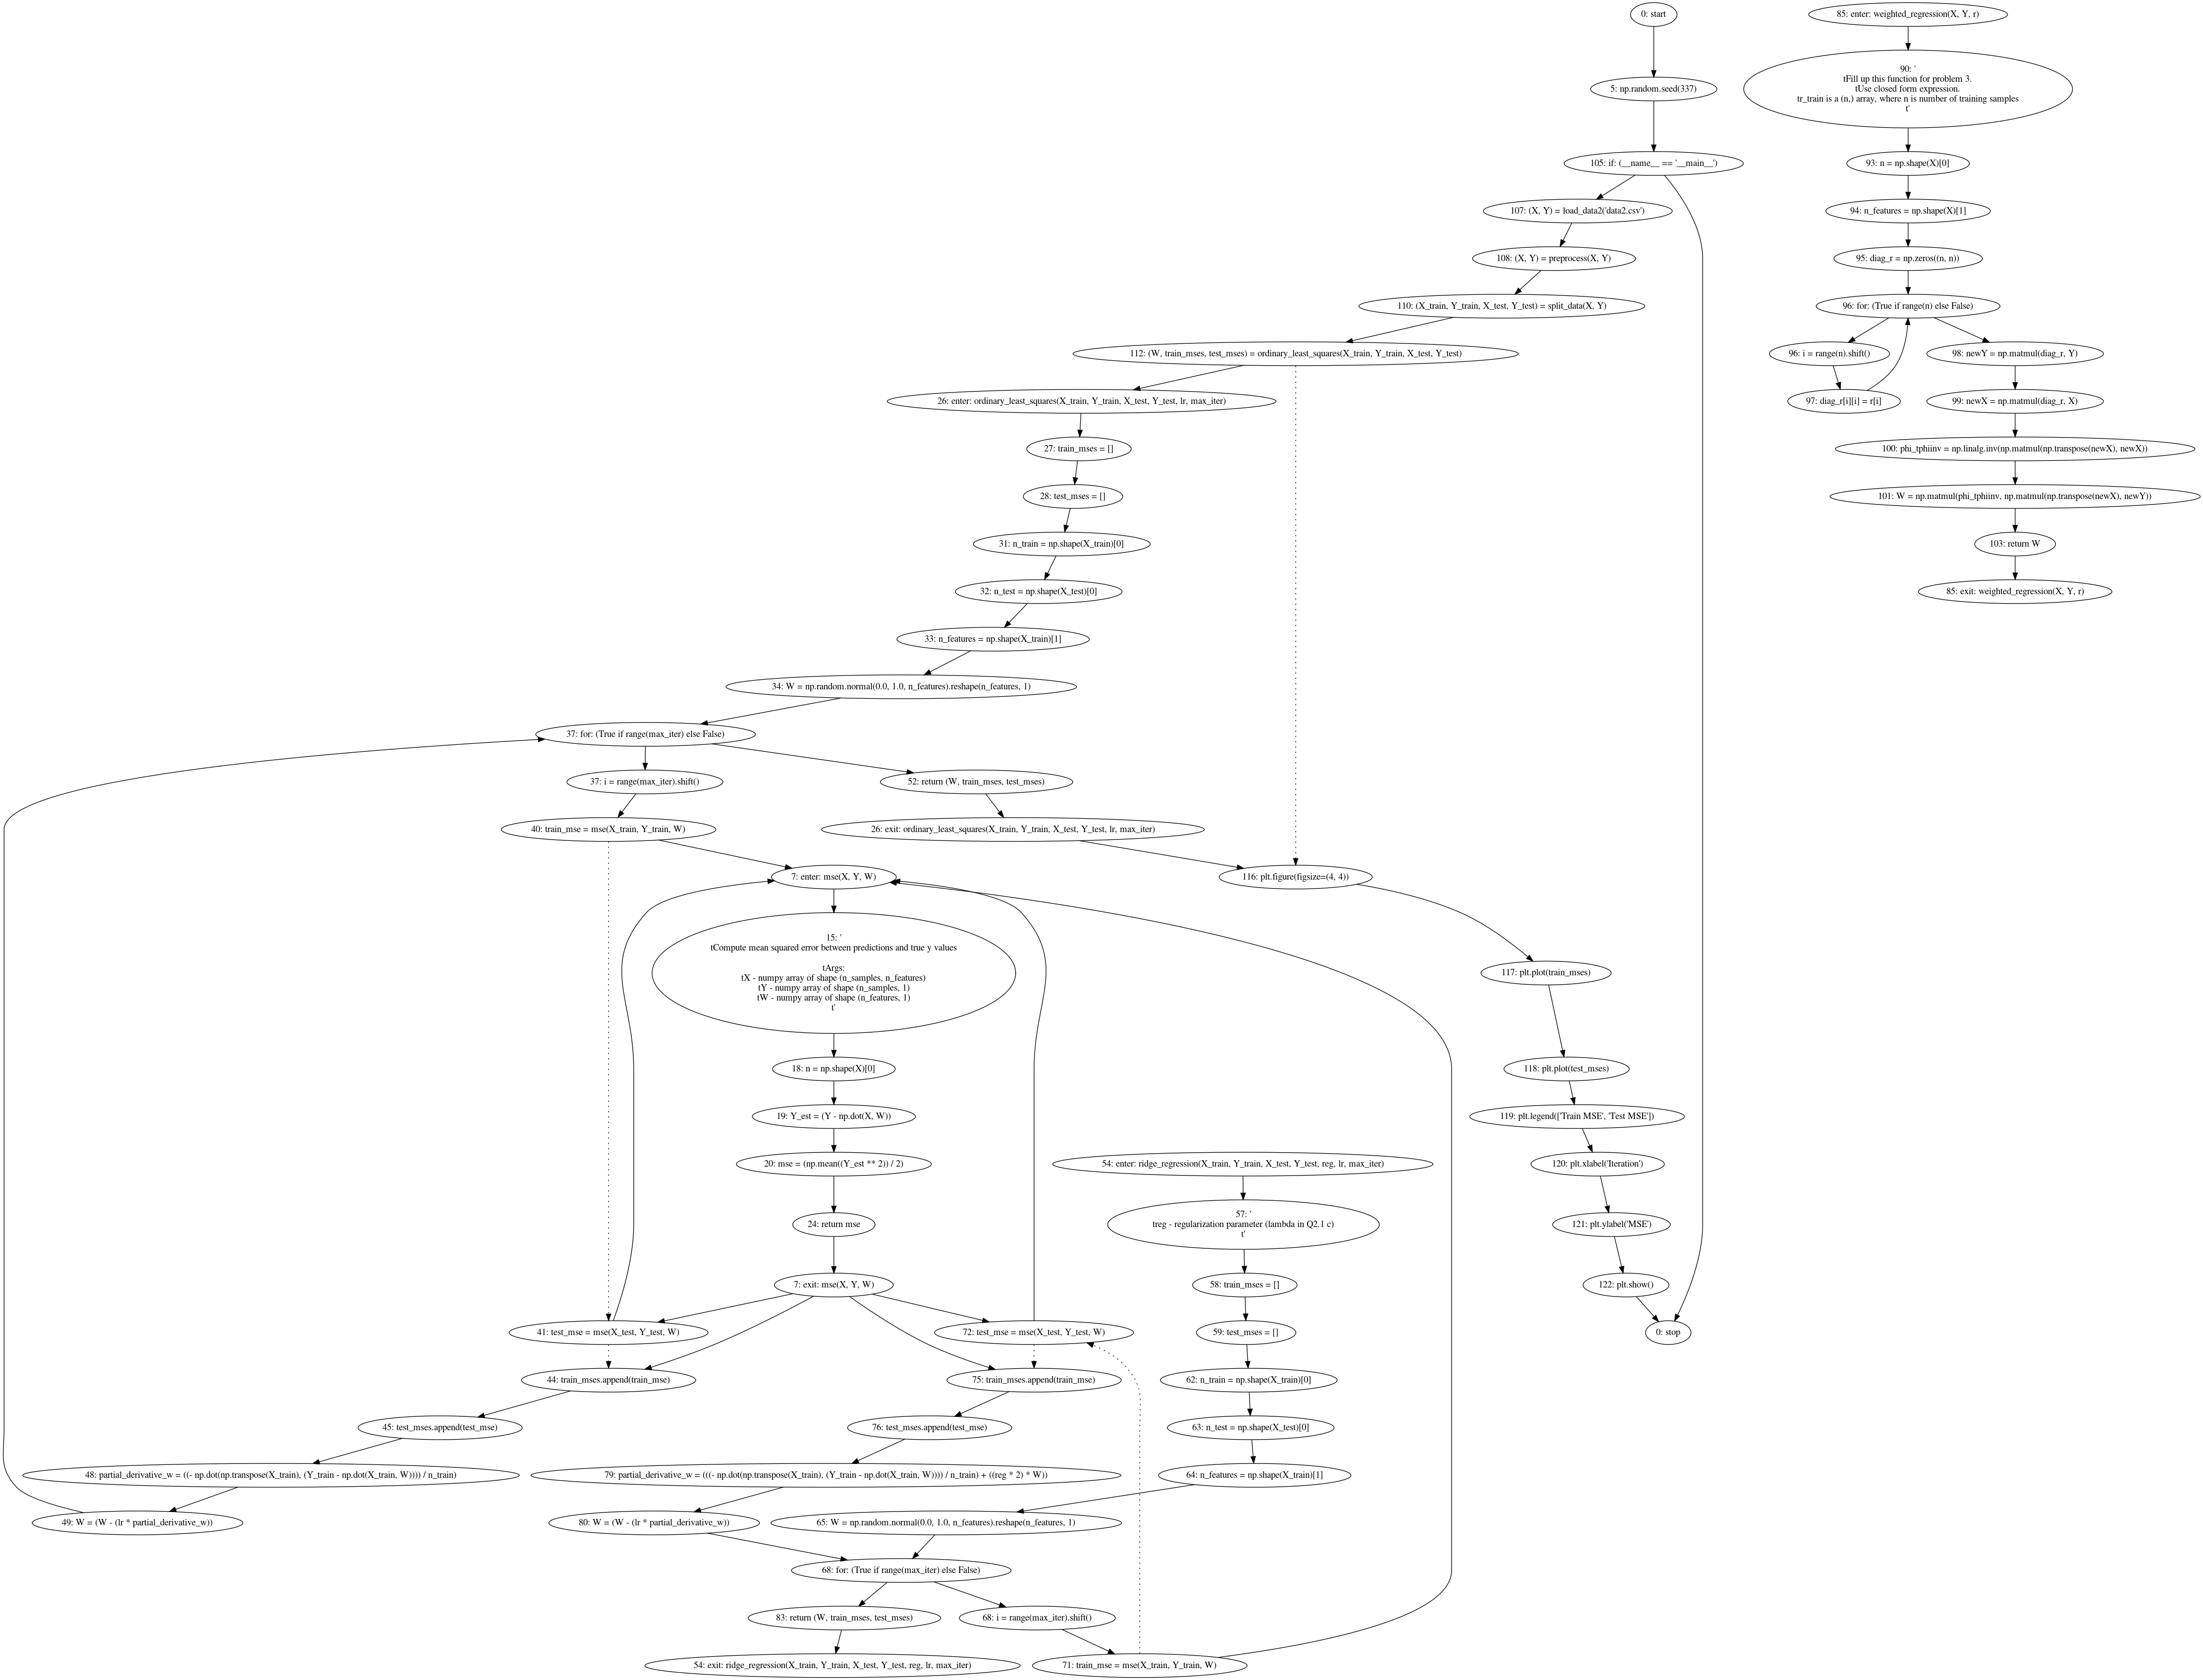 0: start
5: np.random.seed(337)
105: if: (__name__ == '__main__')
107: (X, Y) = load_data2('data2.csv')
108: (X, Y) = preprocess(X, Y)
110: (X_train, Y_train, X_test, Y_test) = split_data(X, Y)
112: (W, train_mses, test_mses) = ordinary_least_squares(X_train, Y_train, X_test, Y_test)
26: enter: ordinary_least_squares(X_train, Y_train, X_test, Y_test, lr, max_iter)
27: train_mses = []
28: test_mses = []
31: n_train = np.shape(X_train)[0]
32: n_test = np.shape(X_test)[0]
33: n_features = np.shape(X_train)[1]
34: W = np.random.normal(0.0, 1.0, n_features).reshape(n_features, 1)
37: for: (True if range(max_iter) else False)
37: i = range(max_iter).shift()
52: return (W, train_mses, test_mses)
40: train_mse = mse(X_train, Y_train, W)
26: exit: ordinary_least_squares(X_train, Y_train, X_test, Y_test, lr, max_iter)
7: enter: mse(X, Y, W)
116: plt.figure(figsize=(4, 4))
15: '
tCompute mean squared error between predictions and true y values
tArgs:
tX - numpy array of shape (n_samples, n_features)
tY - numpy array of shape (n_samples, 1)
tW - numpy array of shape (n_features, 1)
t'
117: plt.plot(train_mses)
18: n = np.shape(X)[0]
118: plt.plot(test_mses)
19: Y_est = (Y - np.dot(X, W))
119: plt.legend(['Train MSE', 'Test MSE'])
20: mse = (np.mean((Y_est ** 2)) / 2)
54: enter: ridge_regression(X_train, Y_train, X_test, Y_test, reg, lr, max_iter)
120: plt.xlabel('Iteration')
24: return mse
57: '
treg - regularization parameter (lambda in Q2.1 c)
t'
121: plt.ylabel('MSE')
7: exit: mse(X, Y, W)
58: train_mses = []
122: plt.show()
41: test_mse = mse(X_test, Y_test, W)
72: test_mse = mse(X_test, Y_test, W)
59: test_mses = []
0: stop
44: train_mses.append(train_mse)
75: train_mses.append(train_mse)
62: n_train = np.shape(X_train)[0]
45: test_mses.append(test_mse)
76: test_mses.append(test_mse)
63: n_test = np.shape(X_test)[0]
48: partial_derivative_w = ((- np.dot(np.transpose(X_train), (Y_train - np.dot(X_train, W)))) / n_train)
79: partial_derivative_w = (((- np.dot(np.transpose(X_train), (Y_train - np.dot(X_train, W)))) / n_train) + ((reg * 2) * W))
64: n_features = np.shape(X_train)[1]
49: W = (W - (lr * partial_derivative_w))
80: W = (W - (lr * partial_derivative_w))
65: W = np.random.normal(0.0, 1.0, n_features).reshape(n_features, 1)
68: for: (True if range(max_iter) else False)
83: return (W, train_mses, test_mses)
68: i = range(max_iter).shift()
54: exit: ridge_regression(X_train, Y_train, X_test, Y_test, reg, lr, max_iter)
71: train_mse = mse(X_train, Y_train, W)
85: enter: weighted_regression(X, Y, r)
90: '
tFill up this function for problem 3.
tUse closed form expression.
tr_train is a (n,) array, where n is number of training samples
t'
93: n = np.shape(X)[0]
94: n_features = np.shape(X)[1]
95: diag_r = np.zeros((n, n))
96: for: (True if range(n) else False)
96: i = range(n).shift()
98: newY = np.matmul(diag_r, Y)
97: diag_r[i][i] = r[i]
99: newX = np.matmul(diag_r, X)
100: phi_tphiinv = np.linalg.inv(np.matmul(np.transpose(newX), newX))
101: W = np.matmul(phi_tphiinv, np.matmul(np.transpose(newX), newY))
103: return W
85: exit: weighted_regression(X, Y, r)